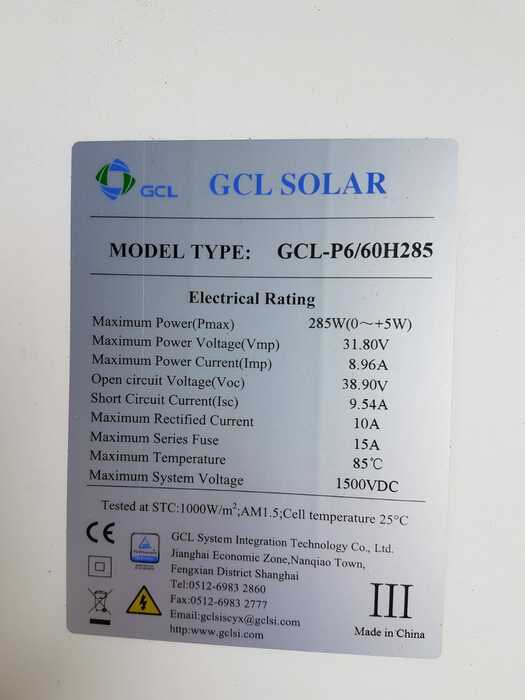 GCL GCL SOLAR
MODEL TYPE: GCL-P6/60H285
Electrical Rating
Maximum Power(Pmax) 285W(0~+5W)
Maximum Power Voltage(Vmp) 31.80V
Maximum Power Current(Imp) 8.96A
Open circuit Voltage(Voc) 38.90V
Short Circuit Current(Isc) 9.54A
Maximum Rectified Current 10A
Maximum Series Fuse 15A
Maximum Temperature 85℃
Maximum System Voltage 1500VDC
Tested at STC:1000W/m²;AM1.5;Cell temperature 25°C
CE
GCL System Integration Technology Co., Ltd.
Jianghai Economic Zone,Nanqiao Town,
Fengxian District Shanghai
Tel:0512-6983 2860
Fax:0512-6983 2777
Email:gclsiscyx@gclsi.com
http:www.gclsi.com
III
Made in China